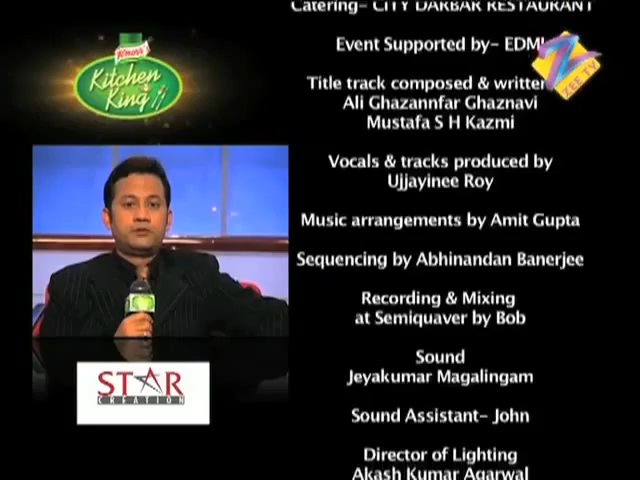 Catering- CITY DARBAR RESTAURANT
Event Supported by- EDMI
Title track composed & written
Ali Ghazannfar Ghaznavi
Mustafa S H Kazmi
Vocals & tracks produced by
Ujjayinee Roy
Music arrangements by Amit Gupta
Sequencing by Abhinandan Banerjee
Recording & Mixing
at Semiquaver by Bob
Sound
Jeyakumar Magalingam
Sound Assistant- John
Director of Lighting
Akash Kumar Agarwal
Knorr's
Kitchen
King
STAR
CREATION
Z
ZEE TV